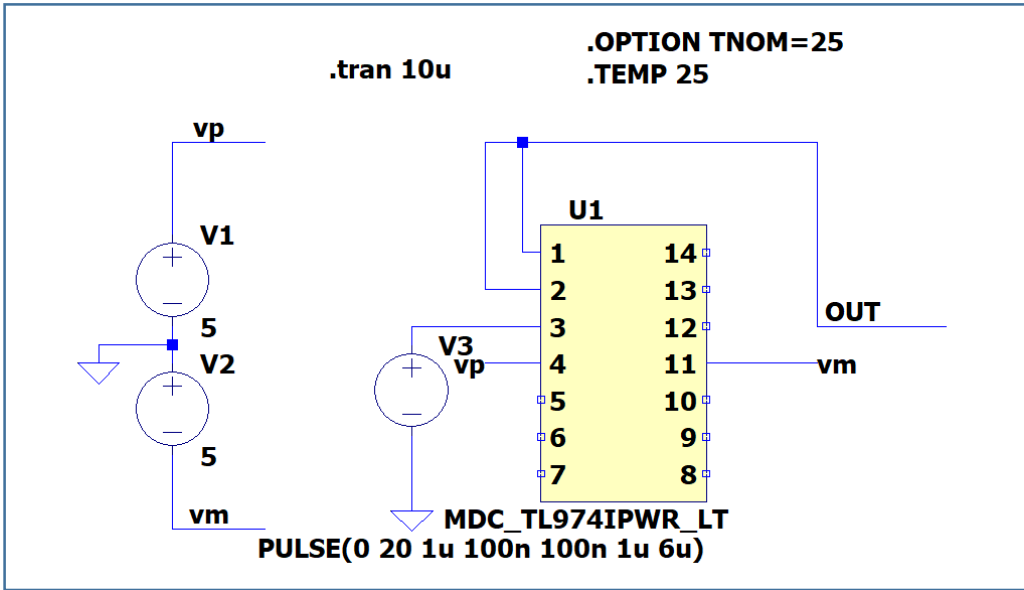 .OPTION TNOM=25
.tran 10u
.TEMP 25
vp
U1
V1
1 14
2 13
OUT
5
3 12
V3
V2
vp
4 11
vm
5 10
6 9
5
7 8
vm
MDC_TL974IPWR_LT
PULSE(0 20 1u 100n 100n 1u 6u)